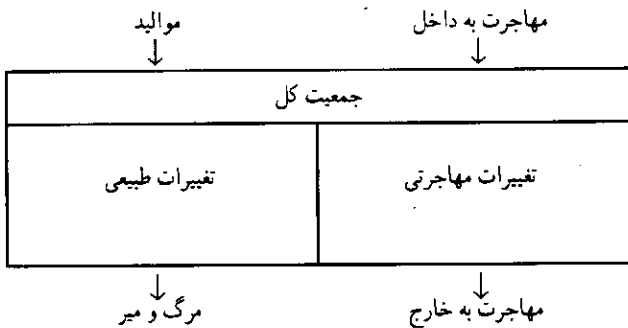 مهاجرت به داخل
موالید
جمعیت کل
تغییرات مهاجرتی
تغییرات طبیعی
مهاجرت به خارج
مرگ و میر